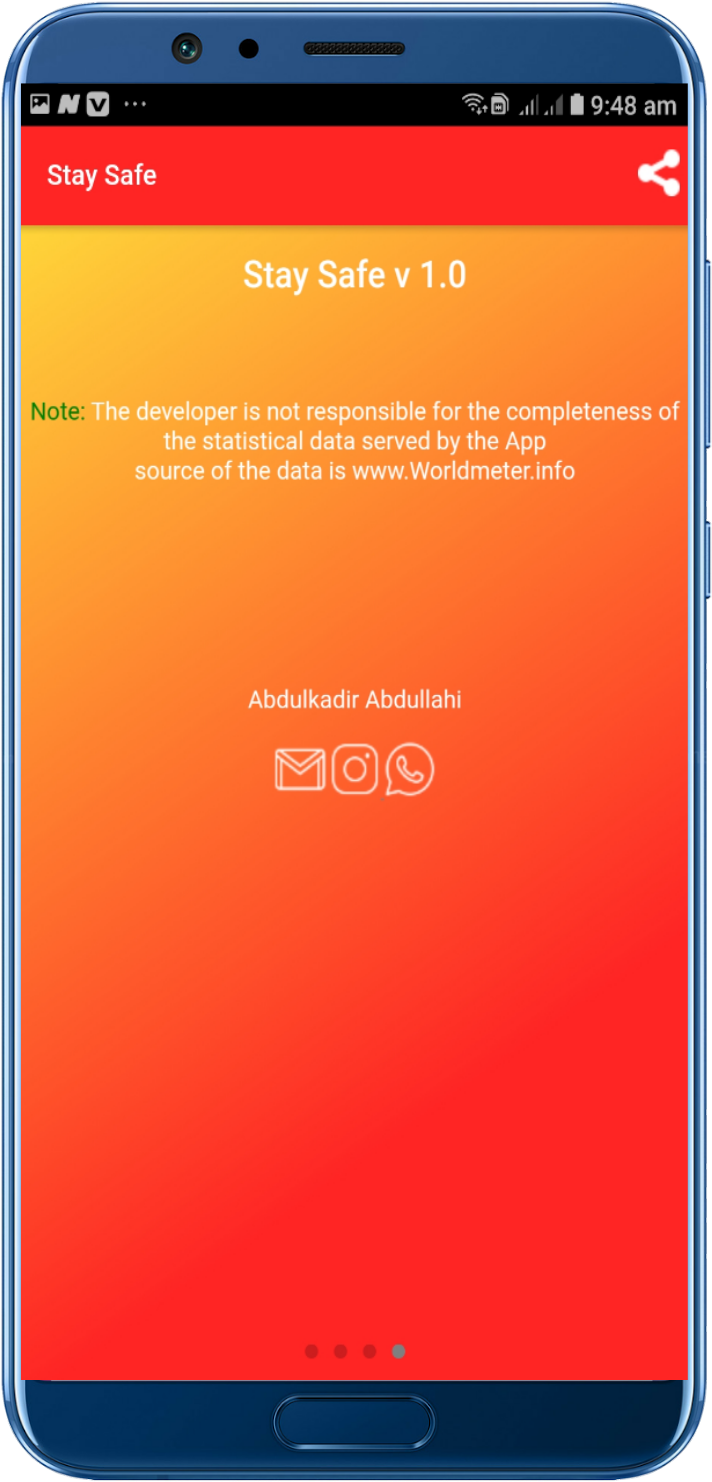 9:48 am
Stay Safe
Stay Safe v 1.0
Note: The developer is not responsible for the completeness of
the statistical data served by the App
source of the data is www.Worldmeter.info
Abdulkadir Abdullahi